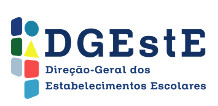 DGEstE
Direção-Geral dos
Estabelecimentos Escolares